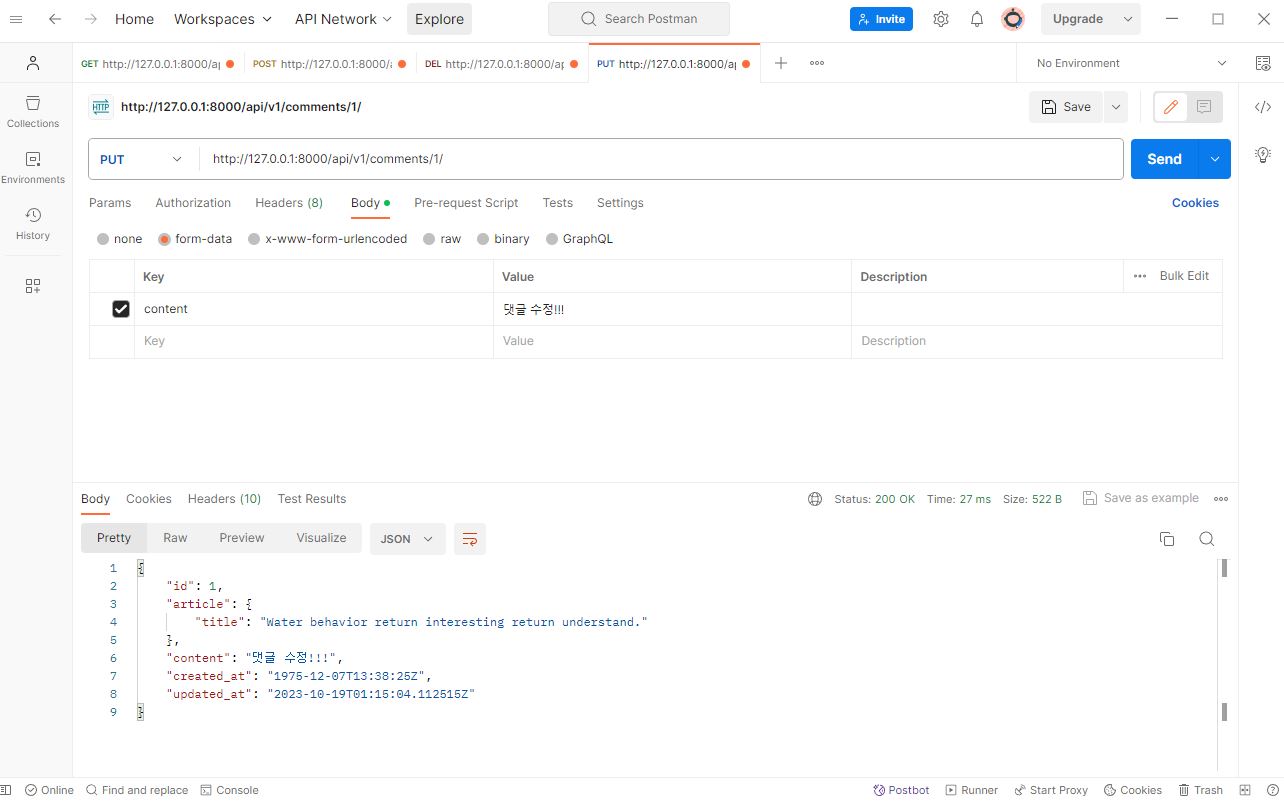 Home Workspaces API Network Explore Search Postman Invite Upgrade
GET http://127.0.0.1:8000/a POST http://127.0.0.1:8000/ DEL http://127.0.0.1:8000/a PUT http://127.0.0.1:8000/a No Environment
HTTP http://127.0.0.1:8000/api/v1/comments/1/ Save
Collections
PUT http://127.0.0.1:8000/api/v1/comments/1/ Send
Environments
Params Authorization Headers (8) Body Pre-request Script Tests Settings Cookies
History
none form-data x-www-form-urlencoded raw binary GraphQL
Key Value Description Bulk Edit
content 댓글 수정!!!
Key Value Description
Body Cookies Headers (10) Test Results Status: 200 OK Time: 27 ms Size: 522 B Save as example
Pretty Raw Preview Visualize JSON
1 {
2 "id": 1,
3 "article": {
4 "title": "Water behavior return interesting return understand."
5 },
6 "content": "댓글 수정!!!",
7 "created_at": "1975-12-07T13:38:25Z",
8 "updated_at": "2023-10-19T01:15:04.112515Z"
9 }
Online Find and replace Console Postbot Runner Start Proxy Cookies Trash